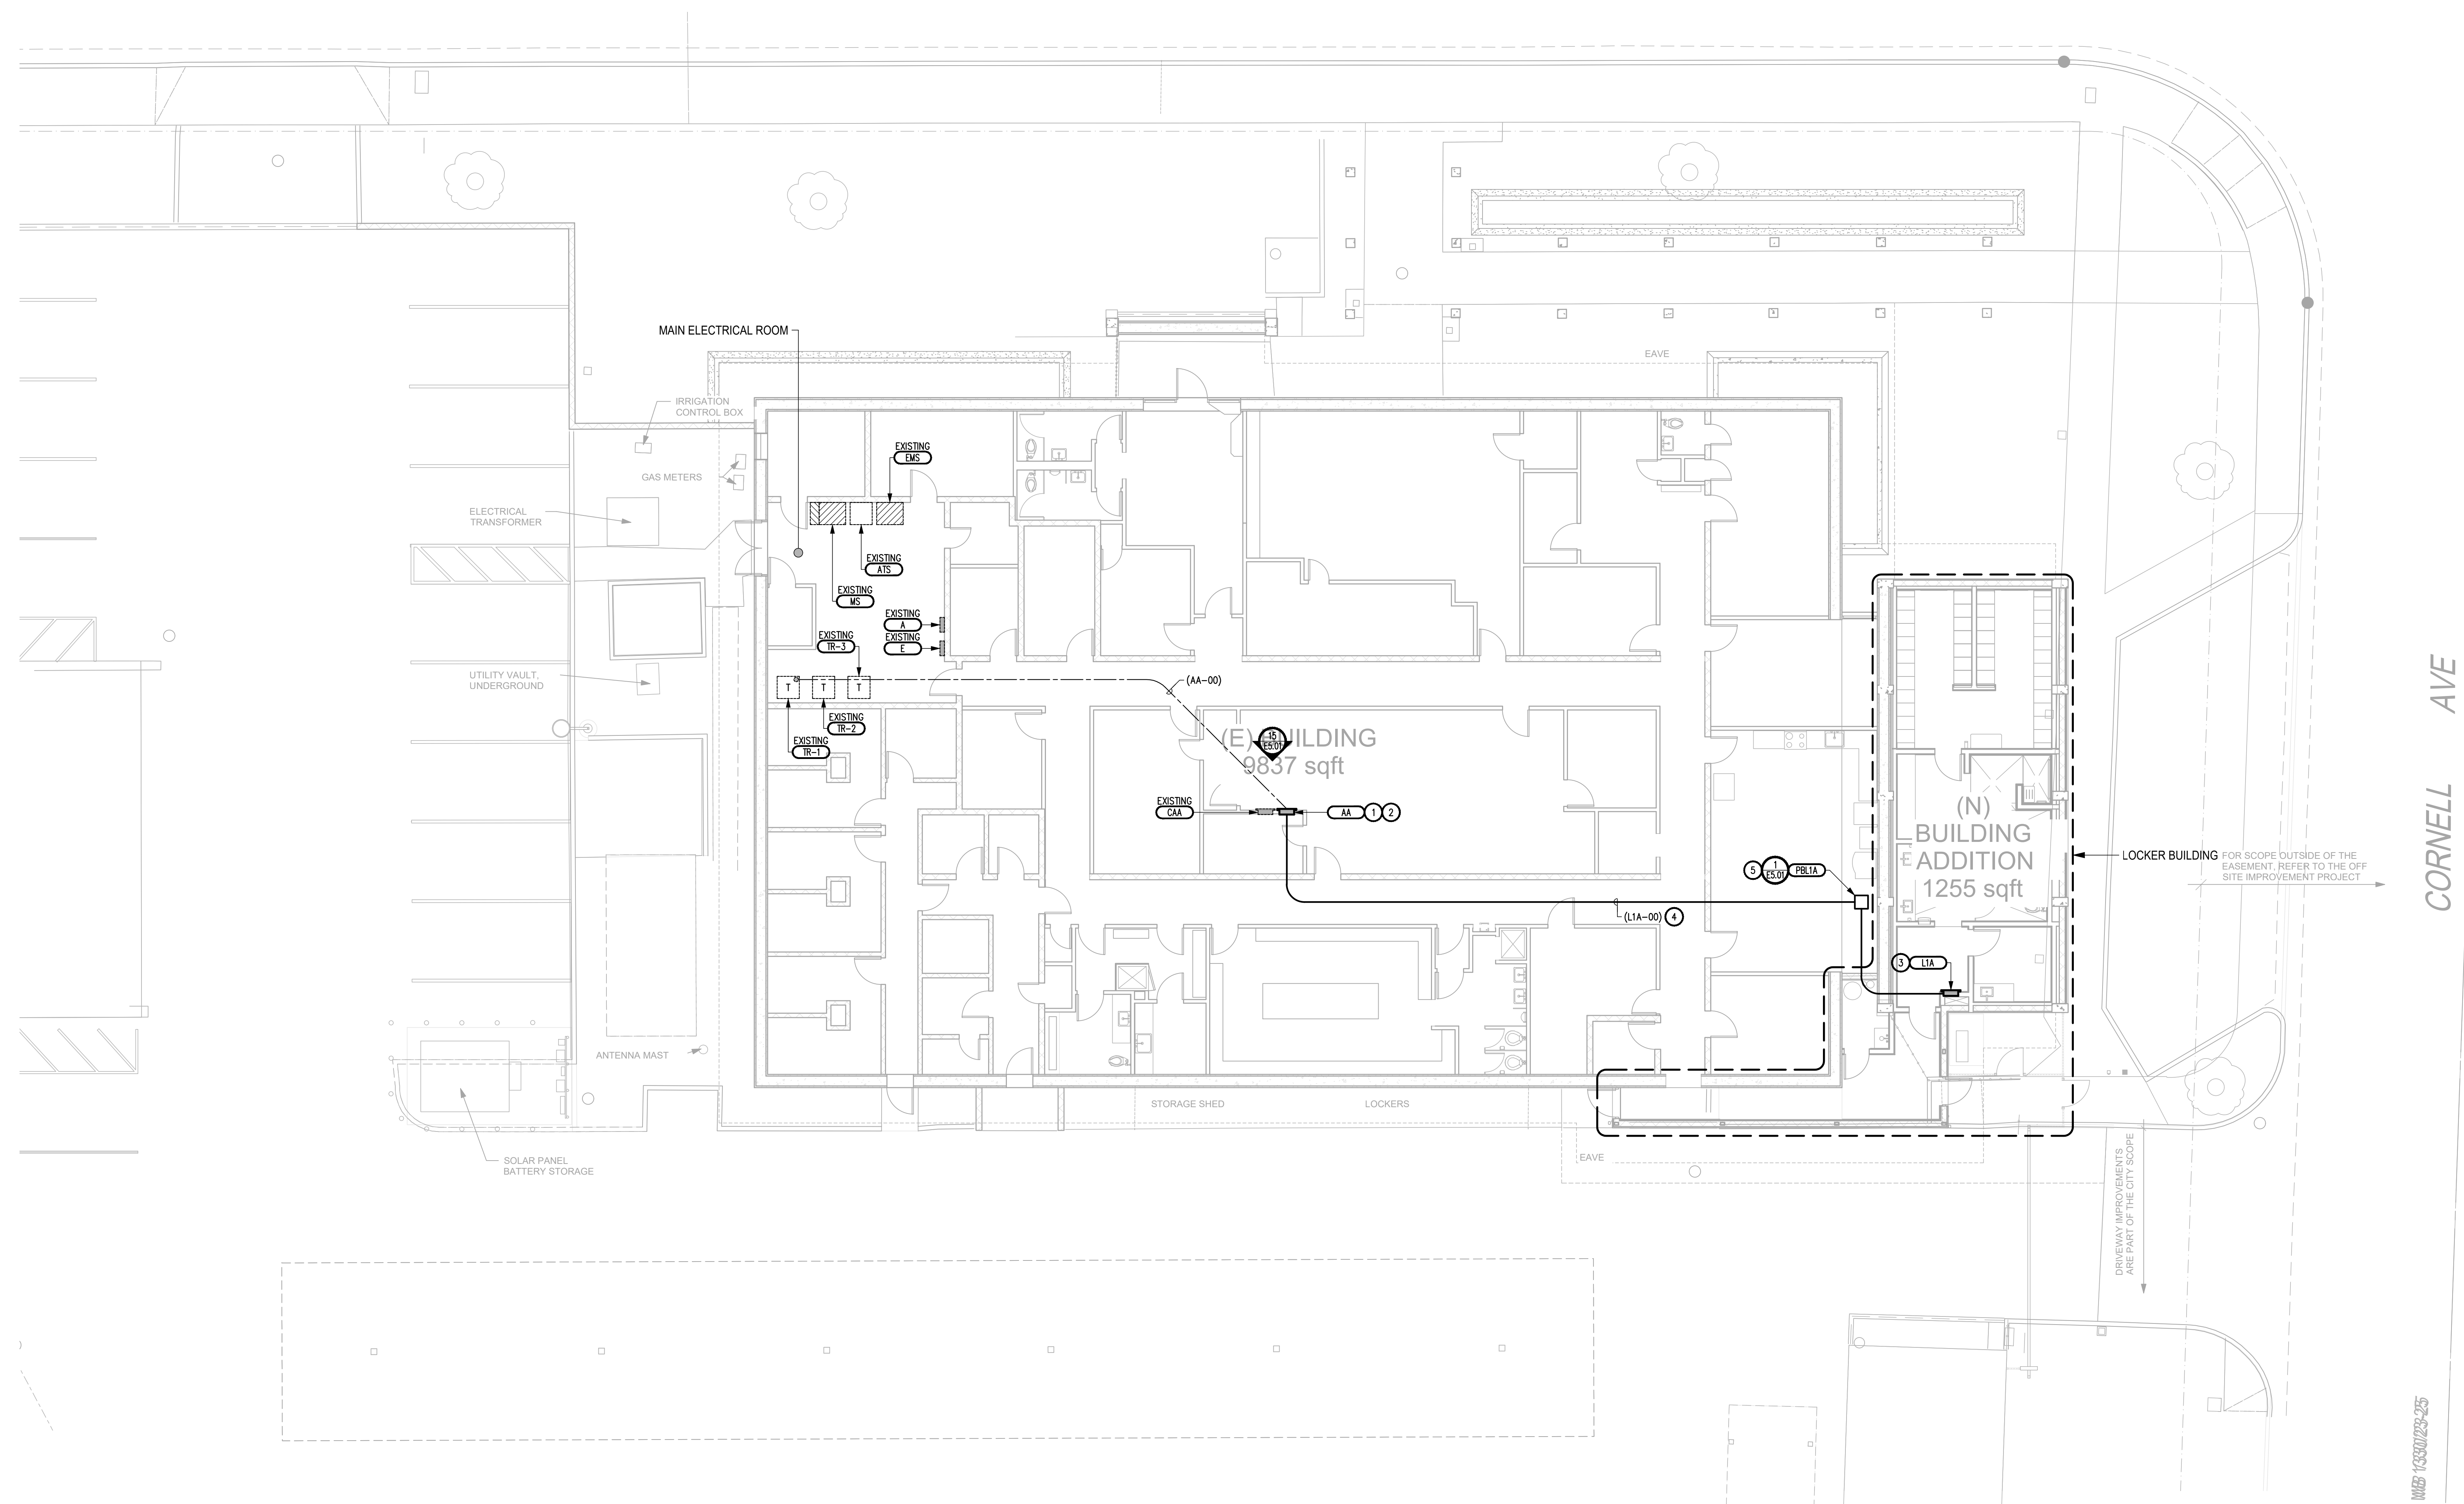 MAIN ELECTRICAL ROOM
EAVE
IRRIGATION
CONTROL BOX
EXISTING
EMS
GAS METERS
ELECTRICAL
TRANSFORMER
EXISTING
ATS
EXISTING
MS
EXISTING
A
EXISTING
E
EXISTING
TR-3
UTILITY VAULT,
UNDERGROUND
T
T
T
(AA-00)
EXISTING
TR-2
EXISTING
TR-1
(E) BUILDING
9837 sqft
15
E5.01
EXISTING
CAA
AA
1
2
(N)
BUILDING
ADDITION
1255 sqft
LOCKER BUILDING
FOR SCOPE OUTSIDE OF THE
EASEMENT, REFER TO THE OFF
SITE IMPROVEMENT PROJECT
CORNELL AVE
5
1
E5.01
PBL1A
(L1A-00)
4
3
L1A
ANTENNA MAST
STORAGE SHED
LOCKERS
EAVE
SOLAR PANEL
BATTERY STORAGE
DRIVEWAY IMPROVEMENTS
ARE PART OF THE CITY SCOPE